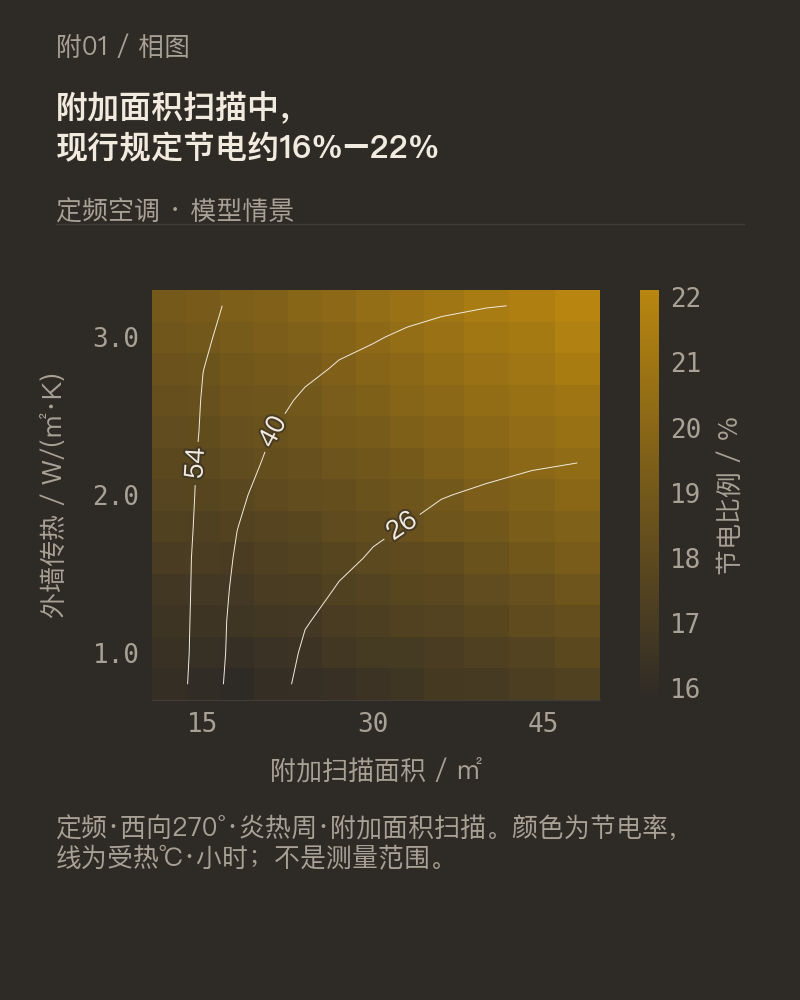 附01 / 相图
附加面积扫描中，
现行规定节电约16%—22%
定频空调 · 模型情景
3.0
2.0
1.0
外墙传热 / W/(㎡·K)
54
40
26
15
30
45
附加扫描面积 / ㎡
22
21
20
19
18
17
16
节电比例 / %
定频·西向270°·炎热周·附加面积扫描。颜色为节电率，
线为受热℃·小时；不是测量范围。